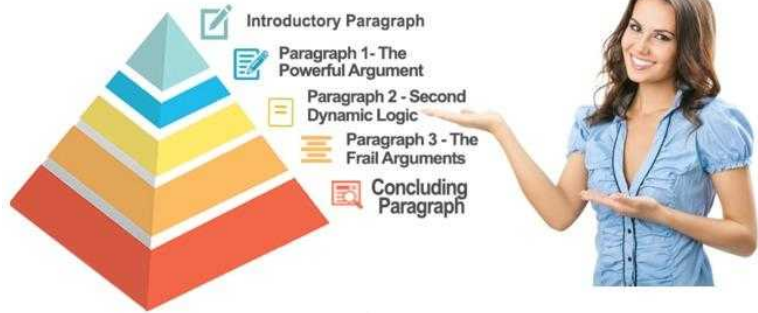 Introductory Paragraph
Paragraph 1- The
Powerful Argument
Paragraph 2 - Second
Dynamic Logic
Paragraph 3 - The
Frail Arguments
Concluding
Paragraph